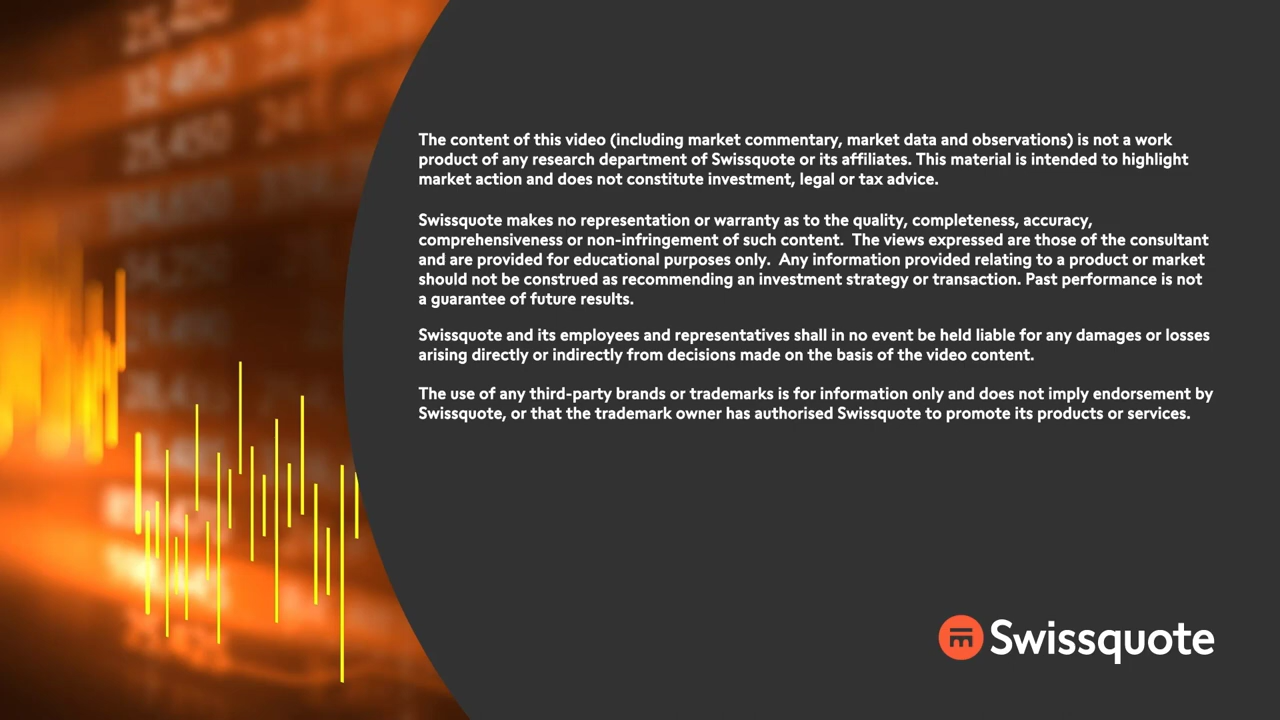 The content of this video (including market commentary, market data and observations) is not a work
product of any research department of Swissquote or its affiliates. This material is intended to highlight
market action and does not constitute investment, legal or tax advice.
Swissquote makes no representation or warranty as to the quality, completeness, accuracy,
comprehensiveness or non-infringement of such content.  The views expressed are those of the consultant
and are provided for educational purposes only.  Any information provided relating to a product or market
should not be construed as recommending an investment strategy or transaction. Past performance is not
a guarantee of future results.
Swissquote and its employees and representatives shall in no event be held liable for any damages or losses
arising directly or indirectly from decisions made on the basis of the video content.
The use of any third-party brands or trademarks is for information only and does not imply endorsement by
Swissquote, or that the trademark owner has authorised Swissquote to promote its products or services.
Swissquote